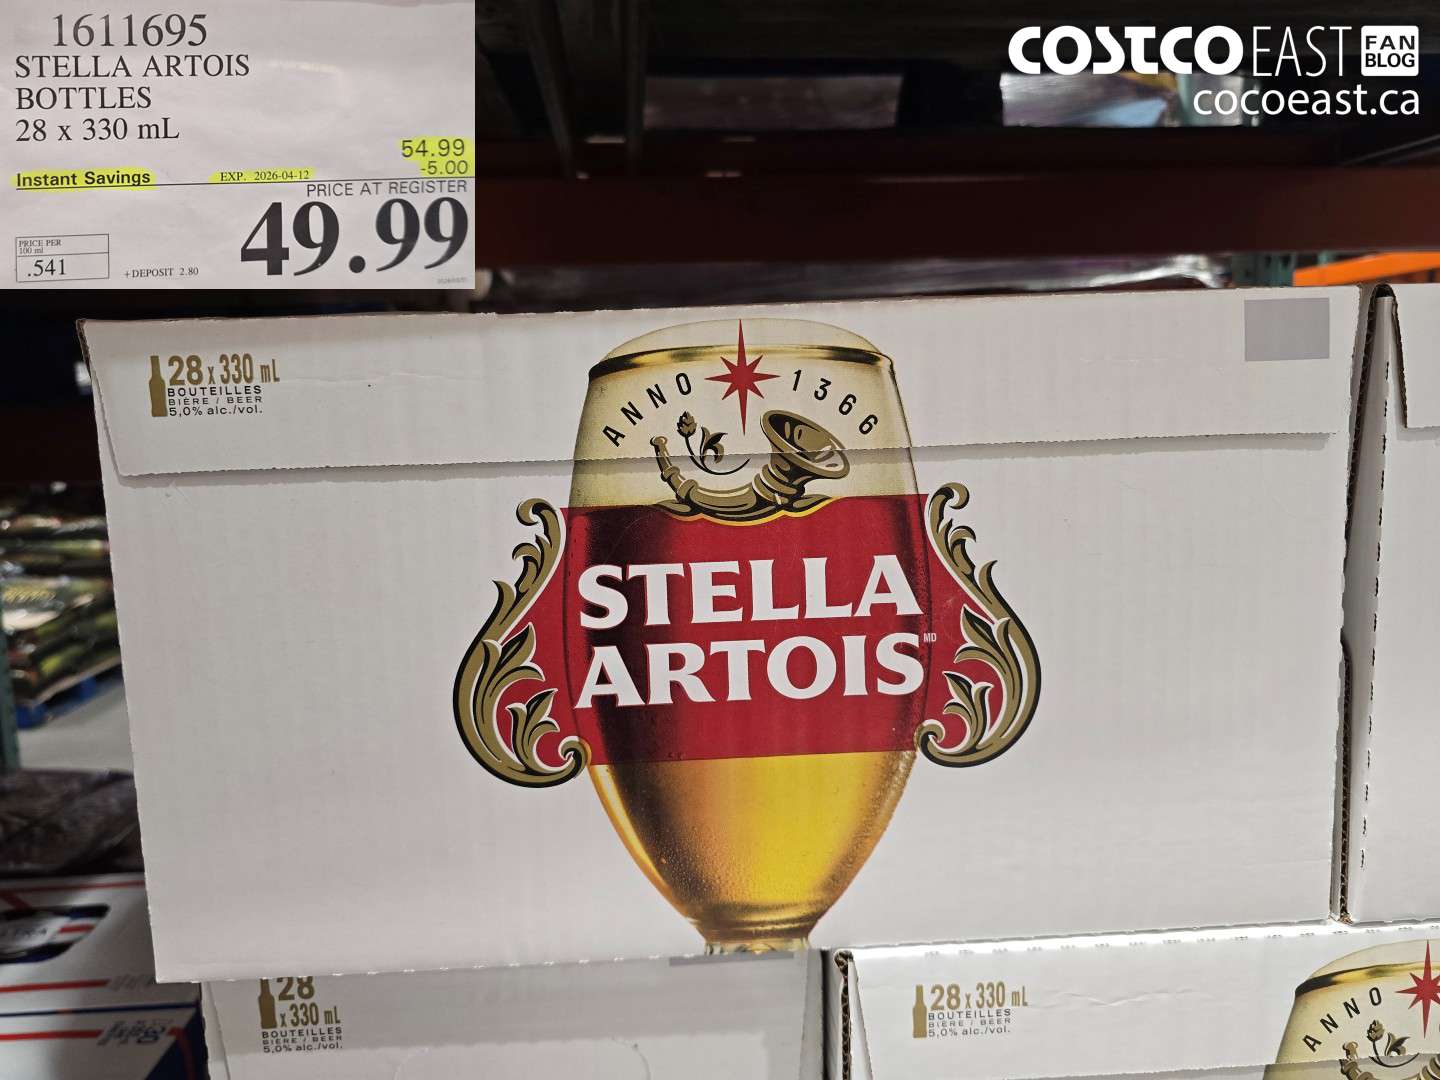 1611695
STELLA ARTOIS
BOTTLES
28 x 330 mL
54.99
-5.00
Instant Savings
EXP. 2026-04-12
PRICE AT REGISTER
49.99
PRICE PER
100 ml
.541
+DEPOSIT 2.80
COSTCO EAST FAN BLOG
cocoeast.ca
28 x 330 mL
BOUTEILLES
BIÈRE / BEER
5,0% alc./vol.
ANNO 1366
STELLA
ARTOIS MD
28
x 330 mL
BOUTEILLES
BIÈRE / BEER
5,0% alc./vol.
28 x 330 mL
BOUTEILLES
BIÈRE / BEER
5,0% alc./vol.
ANNO